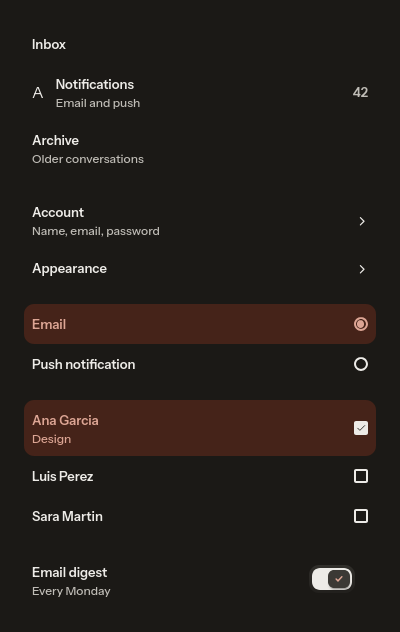 Inbox
A
Notifications
Email and push
42
Archive
Older conversations
Account
Name, email, password
Appearance
Email
Push notification
Ana Garcia
Design
Luis Perez
Sara Martin
Email digest
Every Monday